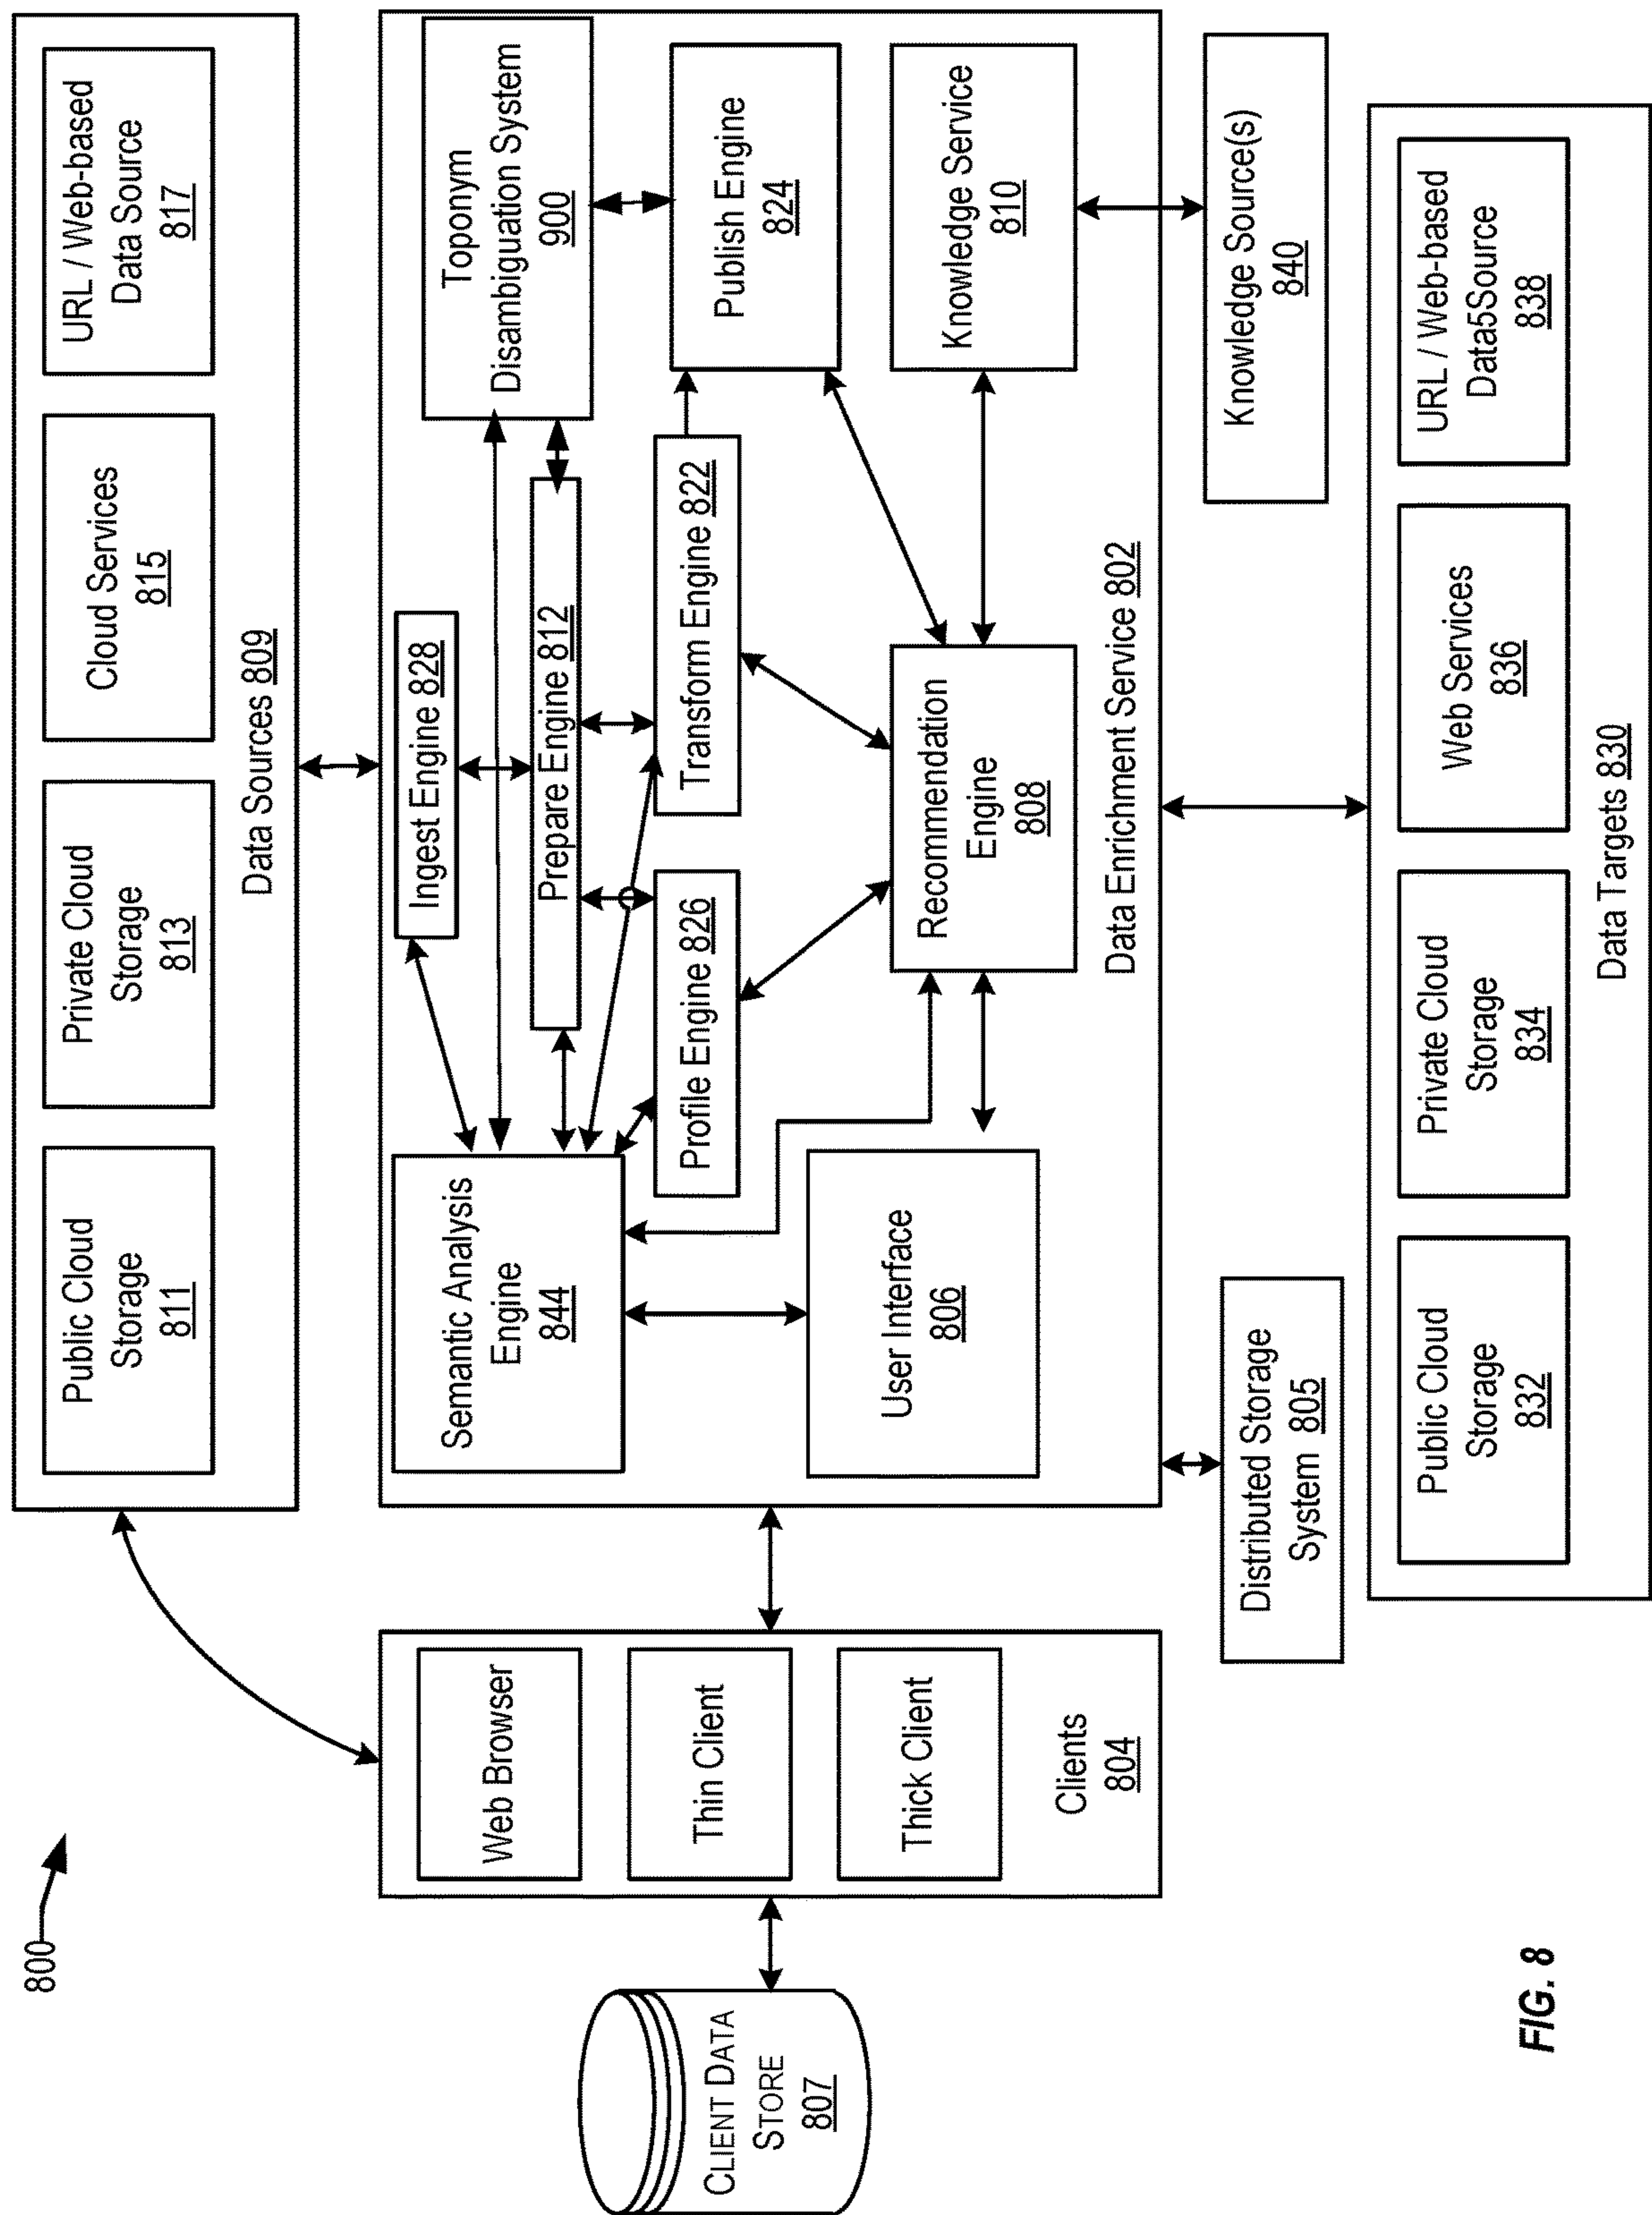 800
Public Cloud
Storage
811
Private Cloud
Storage
813
Cloud Services
815
URL / Web-based
Data Source
817
Data Sources 809
CLIENT DATA
STORE
807
Web Browser
Thin Client
Thick Client
Clients
804
Semantic Analysis
Engine
844
Ingest Engine 828
Toponym
Disambiguation System
900
Prepare Engine 812
Profile Engine 826
Transform Engine 822
Publish Engine
824
User Interface
806
Recommendation
Engine
808
Knowledge Service
810
Data Enrichment Service 802
Distributed Storage
System 805
Knowledge Source(s)
840
Public Cloud
Storage
832
Private Cloud
Storage
834
Web Services
836
URL / Web-based
Data5Source
838
Data Targets 830
FIG. 8